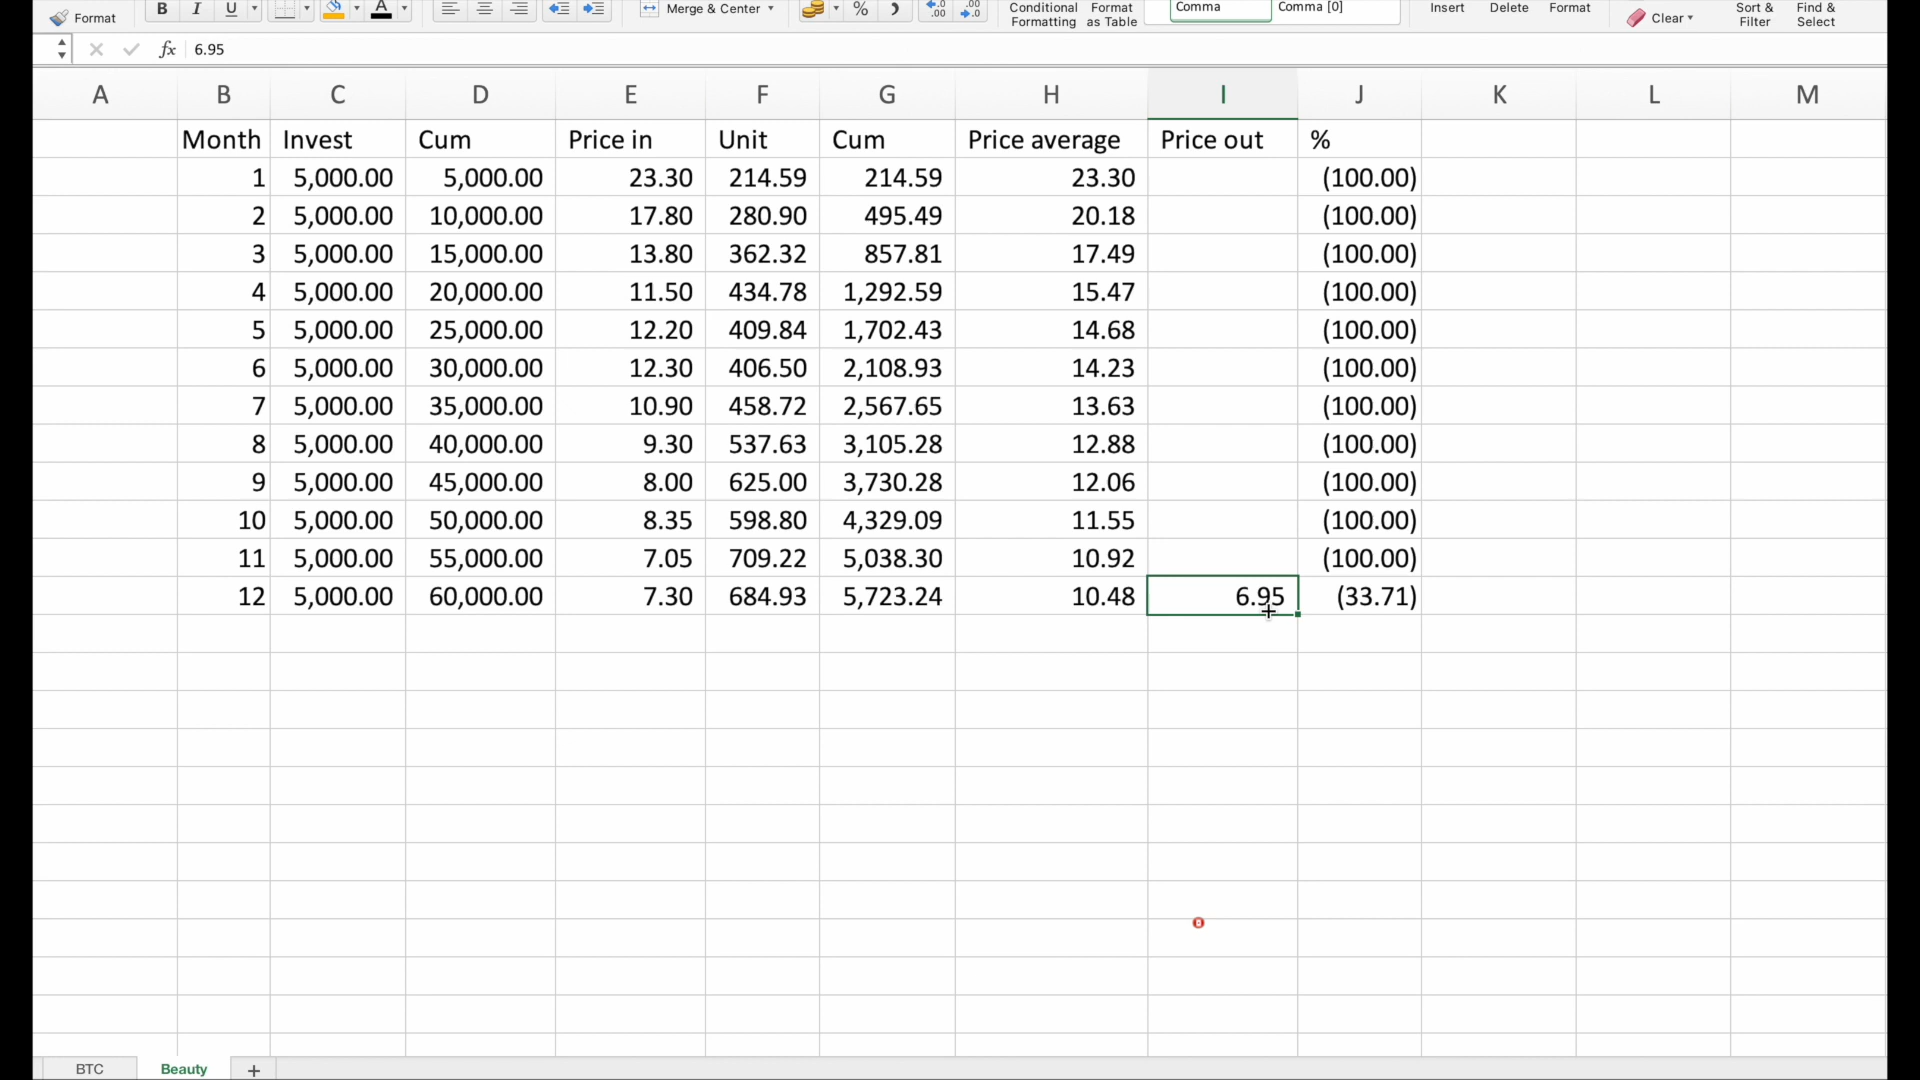 Format B I U A Merge & Center % Conditional Formatting Format as Table Comma Comma [0] Insert Delete Format Clear Sort & Filter Find & Select
fx 6.95
A B C D E F G H I J K L M
Month Invest Cum Price in Unit Cum Price average Price out %
1 5,000.00 5,000.00 23.30 214.59 214.59 23.30 (100.00)
2 5,000.00 10,000.00 17.80 280.90 495.49 20.18 (100.00)
3 5,000.00 15,000.00 13.80 362.32 857.81 17.49 (100.00)
4 5,000.00 20,000.00 11.50 434.78 1,292.59 15.47 (100.00)
5 5,000.00 25,000.00 12.20 409.84 1,702.43 14.68 (100.00)
6 5,000.00 30,000.00 12.30 406.50 2,108.93 14.23 (100.00)
7 5,000.00 35,000.00 10.90 458.72 2,567.65 13.63 (100.00)
8 5,000.00 40,000.00 9.30 537.63 3,105.28 12.88 (100.00)
9 5,000.00 45,000.00 8.00 625.00 3,730.28 12.06 (100.00)
10 5,000.00 50,000.00 8.35 598.80 4,329.09 11.55 (100.00)
11 5,000.00 55,000.00 7.05 709.22 5,038.30 10.92 (100.00)
12 5,000.00 60,000.00 7.30 684.93 5,723.24 10.48 6.95 (33.71)
BTC Beauty +